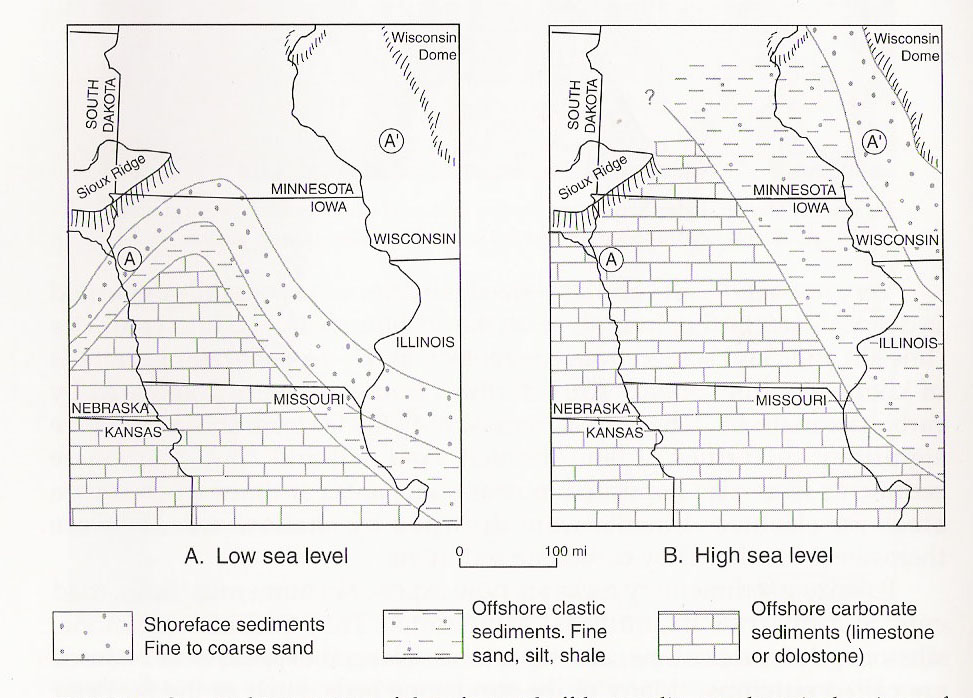 Wisconsin
Dome
SOUTH
DAKOTA
A'
Sioux Ridge
MINNESOTA
IOWA
WISCONSIN
A
ILLINOIS
MISSOURI
NEBRASKA
KANSAS
A. Low sea level
Wisconsin
Dome
SOUTH
DAKOTA
?
A'
Sioux Ridge
MINNESOTA
IOWA
WISCONSIN
A
ILLINOIS
MISSOURI
NEBRASKA
KANSAS
B. High sea level
0 100 mi
Shoreface sediments
Fine to coarse sand
Offshore clastic
sediments. Fine
sand, silt, shale
Offshore carbonate
sediments (limestone
or dolostone)